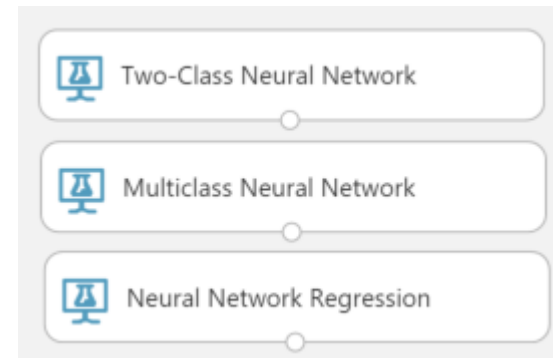 Two-Class Neural Network
Multiclass Neural Network
Neural Network Regression